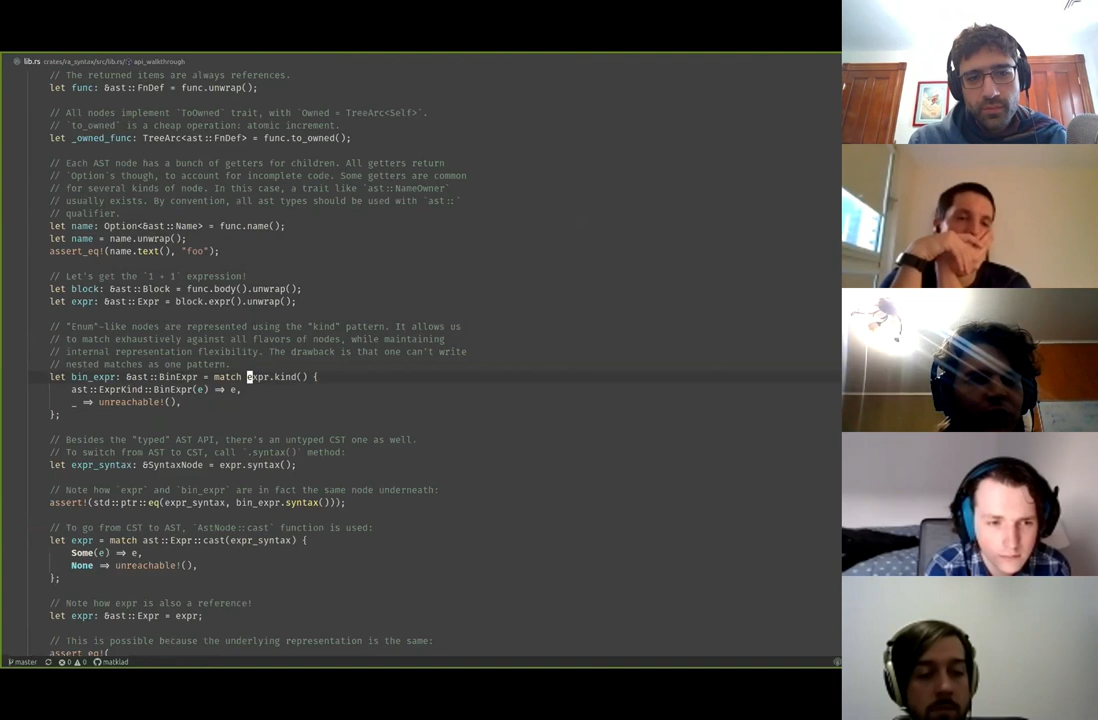 lib.rs crates/ra_syntax/src/lib.rs/ api_walkthrough
// The returned items are always references.
let func: &ast::FnDef = func.unwrap();
// All nodes implement `ToOwned` trait, with `Owned = TreeArc<Self>`.
// `to_owned` is a cheap operation: atomic increment.
let _owned_func: TreeArc<ast::FnDef> = func.to_owned();
// Each AST node has a bunch of getters for children. All getters return
// `Option`s though, to account for incomplete code. Some getters are common
// for several kinds of node. In this case, a trait like `ast::NameOwner`
// usually exists. By convention, all ast types should be used with `ast::`
// qualifier.
let name: Option<&ast::Name> = func.name();
let name = name.unwrap();
assert_eq!(name.text(), "foo");
// Let's get the `1 + 1` expression!
let block: &ast::Block = func.body().unwrap();
let expr: &ast::Expr = block.expr().unwrap();
// "Enum"-like nodes are represented using the "kind" pattern. It allows us
// to match exhaustively against all flavors of nodes, while maintaining
// internal representation flexibility. The drawback is that one can't write
// nested matches as one pattern.
let bin_expr: &ast::BinExpr = match expr.kind() {
ast::ExprKind::BinExpr(e) => e,
_ => unreachable!(),
};
// Besides the "typed" AST API, there's an untyped CST one as well.
// To switch from AST to CST, call `.syntax()` method:
let expr_syntax: &SyntaxNode = expr.syntax();
// Note how `expr` and `bin_expr` are in fact the same node underneath:
assert!(std::ptr::eq(expr_syntax, bin_expr.syntax()));
// To go from CST to AST, `AstNode::cast` function is used:
let expr = match ast::Expr::cast(expr_syntax) {
Some(e) => e,
None => unreachable!(),
};
// Note how expr is also a reference!
let expr: &ast::Expr = expr;
// This is possible because the underlying representation is the same:
assert_eq!(
master 0 0 matklad